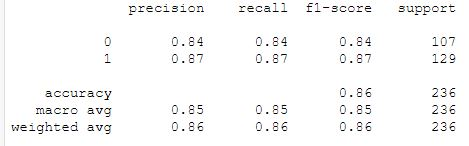 precision recall f1-score support
0 0.84 0.84 0.84 107
1 0.87 0.87 0.87 129
accuracy 0.86 236
macro avg 0.85 0.85 0.85 236
weighted avg 0.86 0.86 0.86 236